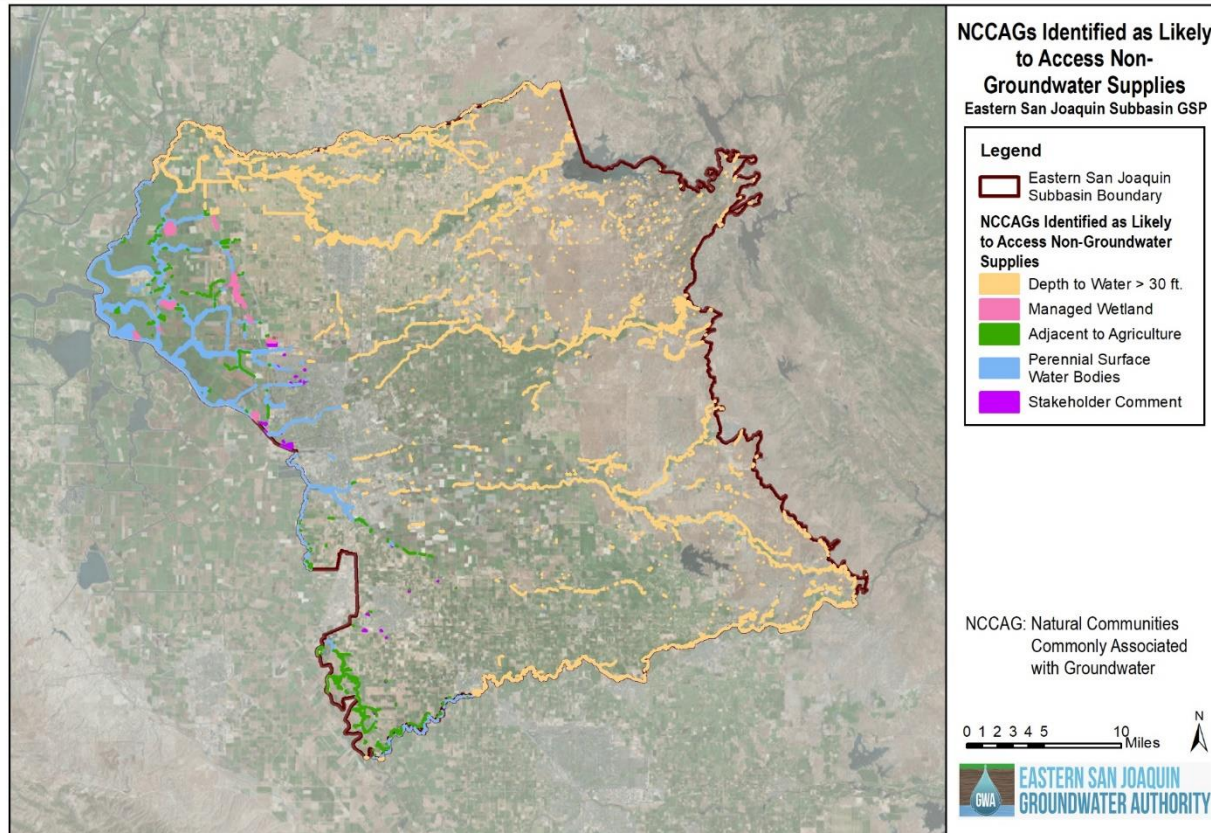 NCCAGs Identified as Likely
to Access Non-
Groundwater Supplies
Eastern San Joaquin Subbasin GSP
Legend
Eastern San Joaquin
Subbasin Boundary
NCCAGs Identified as Likely
to Access Non-Groundwater
Supplies
Depth to Water > 30 ft.
Managed Wetland
Adjacent to Agriculture
Perennial Surface
Water Bodies
Stakeholder Comment
NCCAG: Natural Communities
Commonly Associated
with Groundwater
0 1 2 3 4 5 10
Miles
N
GWA
EASTERN SAN JOAQUIN
GROUNDWATER AUTHORITY